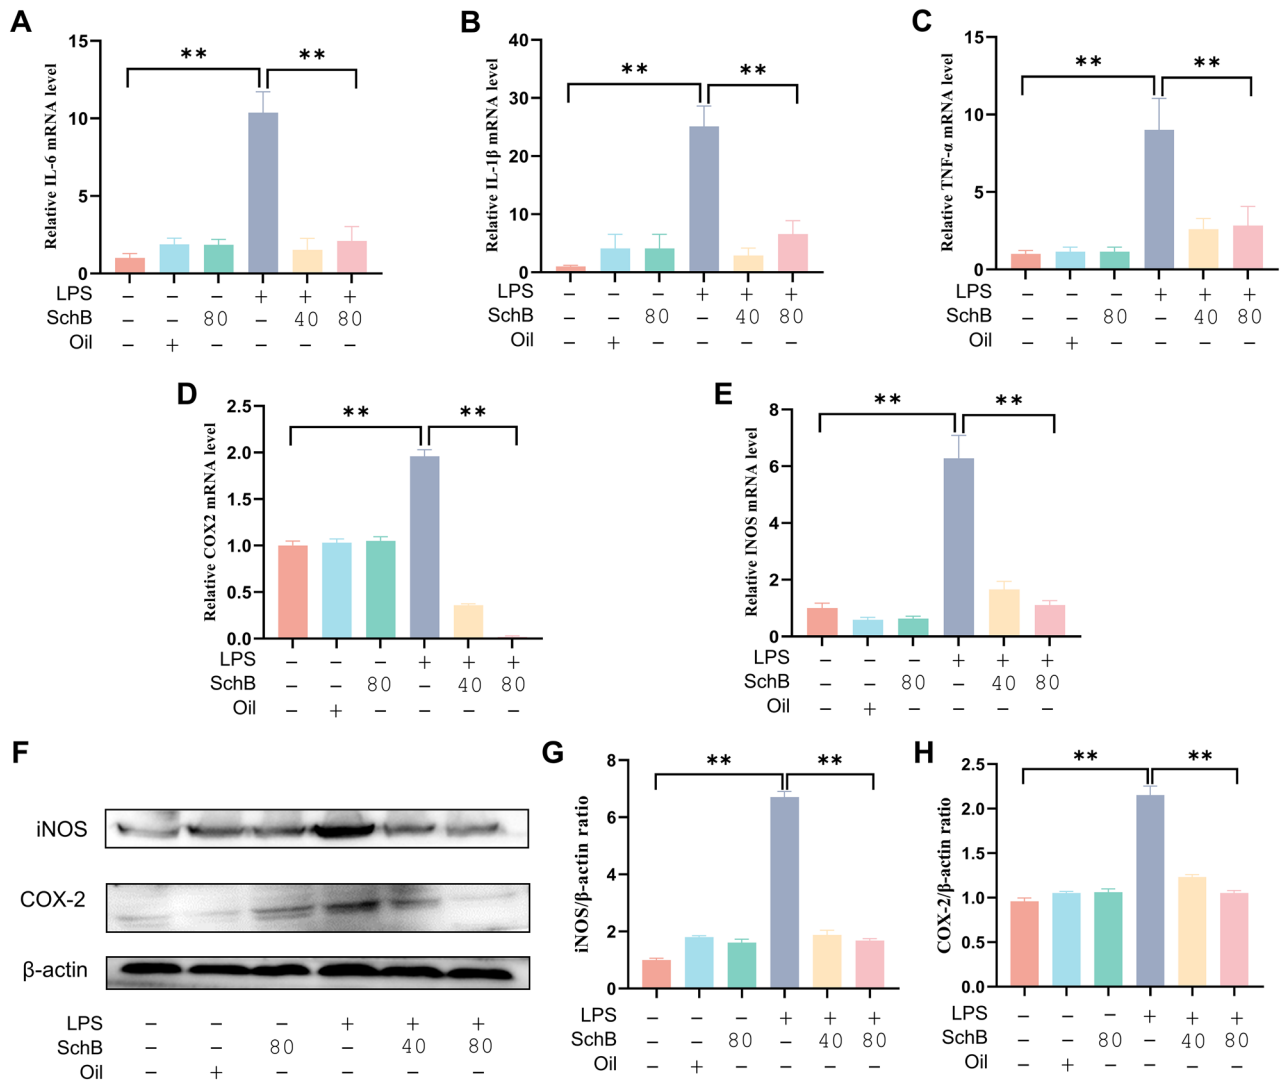 A
B
C
Relative IL-6 mRNA level
15
10
5
0
** **
LPS − − − + + +
SchB − − 80 − 40 80
Oil − + − − − −
Relative IL-1β mRNA level
40
30
20
10
0
** **
LPS − − − + + +
SchB − − 80 − 40 80
Oil − + − − − −
Relative TNF-α mRNA level
15
10
5
0
** **
LPS − − − + + +
SchB − − 80 − 40 80
Oil − + − − − −
D
E
Relative COX2 mRNA level
2.5
2.0
1.5
1.0
0.5
0.0
** **
LPS − − − + + +
SchB − − 80 − 40 80
Oil − + − − − −
Relative INOS mRNA level
8
6
4
2
0
** **
LPS − − − + + +
SchB − − 80 − 40 80
Oil − + − − − −
F
G
H
iNOS
COX-2
β-actin
LPS − − − + + +
SchB − − 80 − 40 80
Oil − + − − − −
iNOS/β-actin ratio
8
6
4
2
0
** **
LPS − − − + + +
SchB − − 80 − 40 80
Oil − + − − − −
COX-2/β-actin ratio
2.5
2.0
1.5
1.0
0.5
0.0
** **
LPS − − − + + +
SchB − − 80 − 40 80
Oil − + − − − −